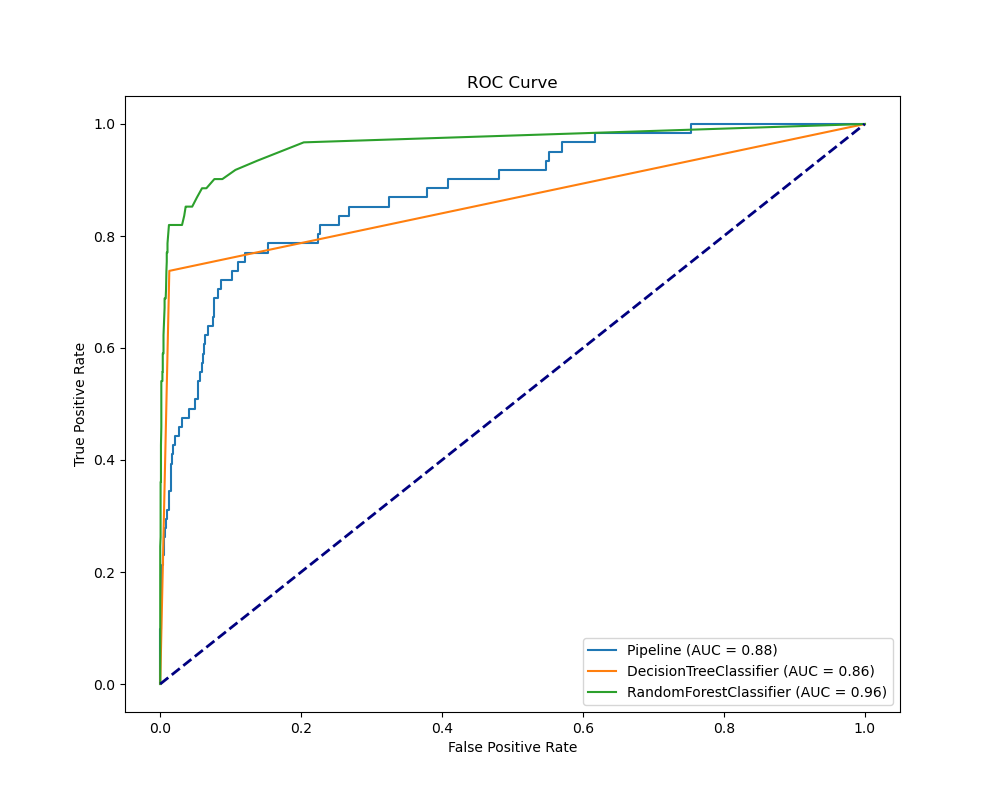 ROC Curve
1.0
0.8
0.6
0.4
0.2
0.0
True Positive Rate
0.0 0.2 0.4 0.6 0.8 1.0
False Positive Rate
Pipeline (AUC = 0.88)
DecisionTreeClassifier (AUC = 0.86)
RandomForestClassifier (AUC = 0.96)